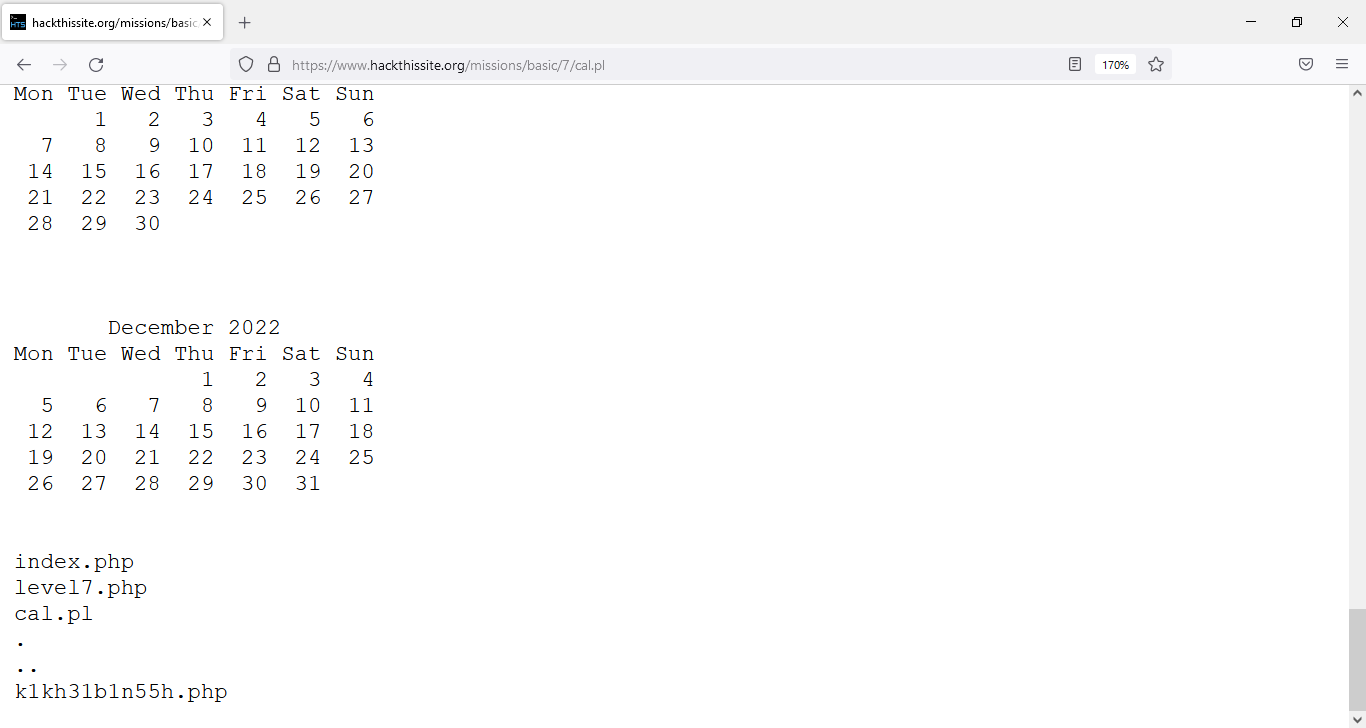 hackthissite.org/missions/basic
https://www.hackthissite.org/missions/basic/7/cal.pl
170%
Mon Tue Wed Thu Fri Sat Sun
1 2 3 4 5 6
7 8 9 10 11 12 13
14 15 16 17 18 19 20
21 22 23 24 25 26 27
28 29 30
December 2022
Mon Tue Wed Thu Fri Sat Sun
1 2 3 4
5 6 7 8 9 10 11
12 13 14 15 16 17 18
19 20 21 22 23 24 25
26 27 28 29 30 31
index.php
level7.php
cal.pl
.
..
k1kh31b1n55h.php